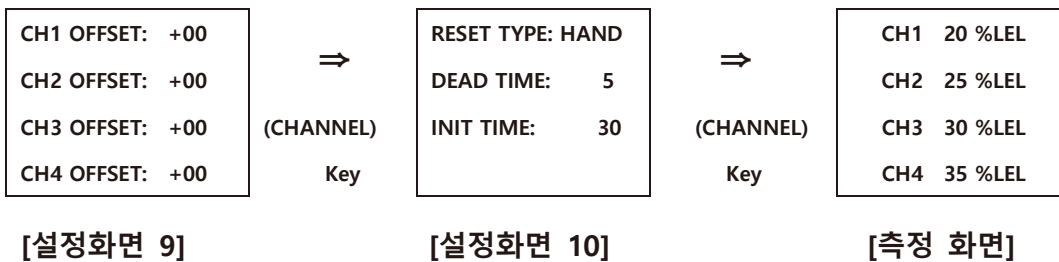 CH1 OFFSET: +00
CH2 OFFSET: +00
CH3 OFFSET: +00
CH4 OFFSET: +00
[설정화면 9]
⇒
(CHANNEL)
Key
RESET TYPE: HAND
DEAD TIME: 5
INIT TIME: 30
[설정화면 10]
⇒
(CHANNEL)
Key
CH1 20 %LEL
CH2 25 %LEL
CH3 30 %LEL
CH4 35 %LEL
[측정 화면]